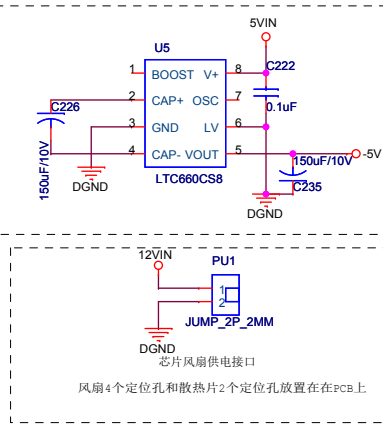 5VIN
U5
C222
1 BOOST V+ 8
C226
2 CAP+ OSC 7
0.1uF
3 GND LV 6
4 CAP- VOUT 5
-5V
150uF/10V
150uF/10V
LTC660CS8
C235
DGND
DGND
12VIN
PU1
1
2
JUMP_2P_2MM
DGND
芯片风扇供电接口
风扇4个定位孔和散热片2个定位孔放置在在PCB上